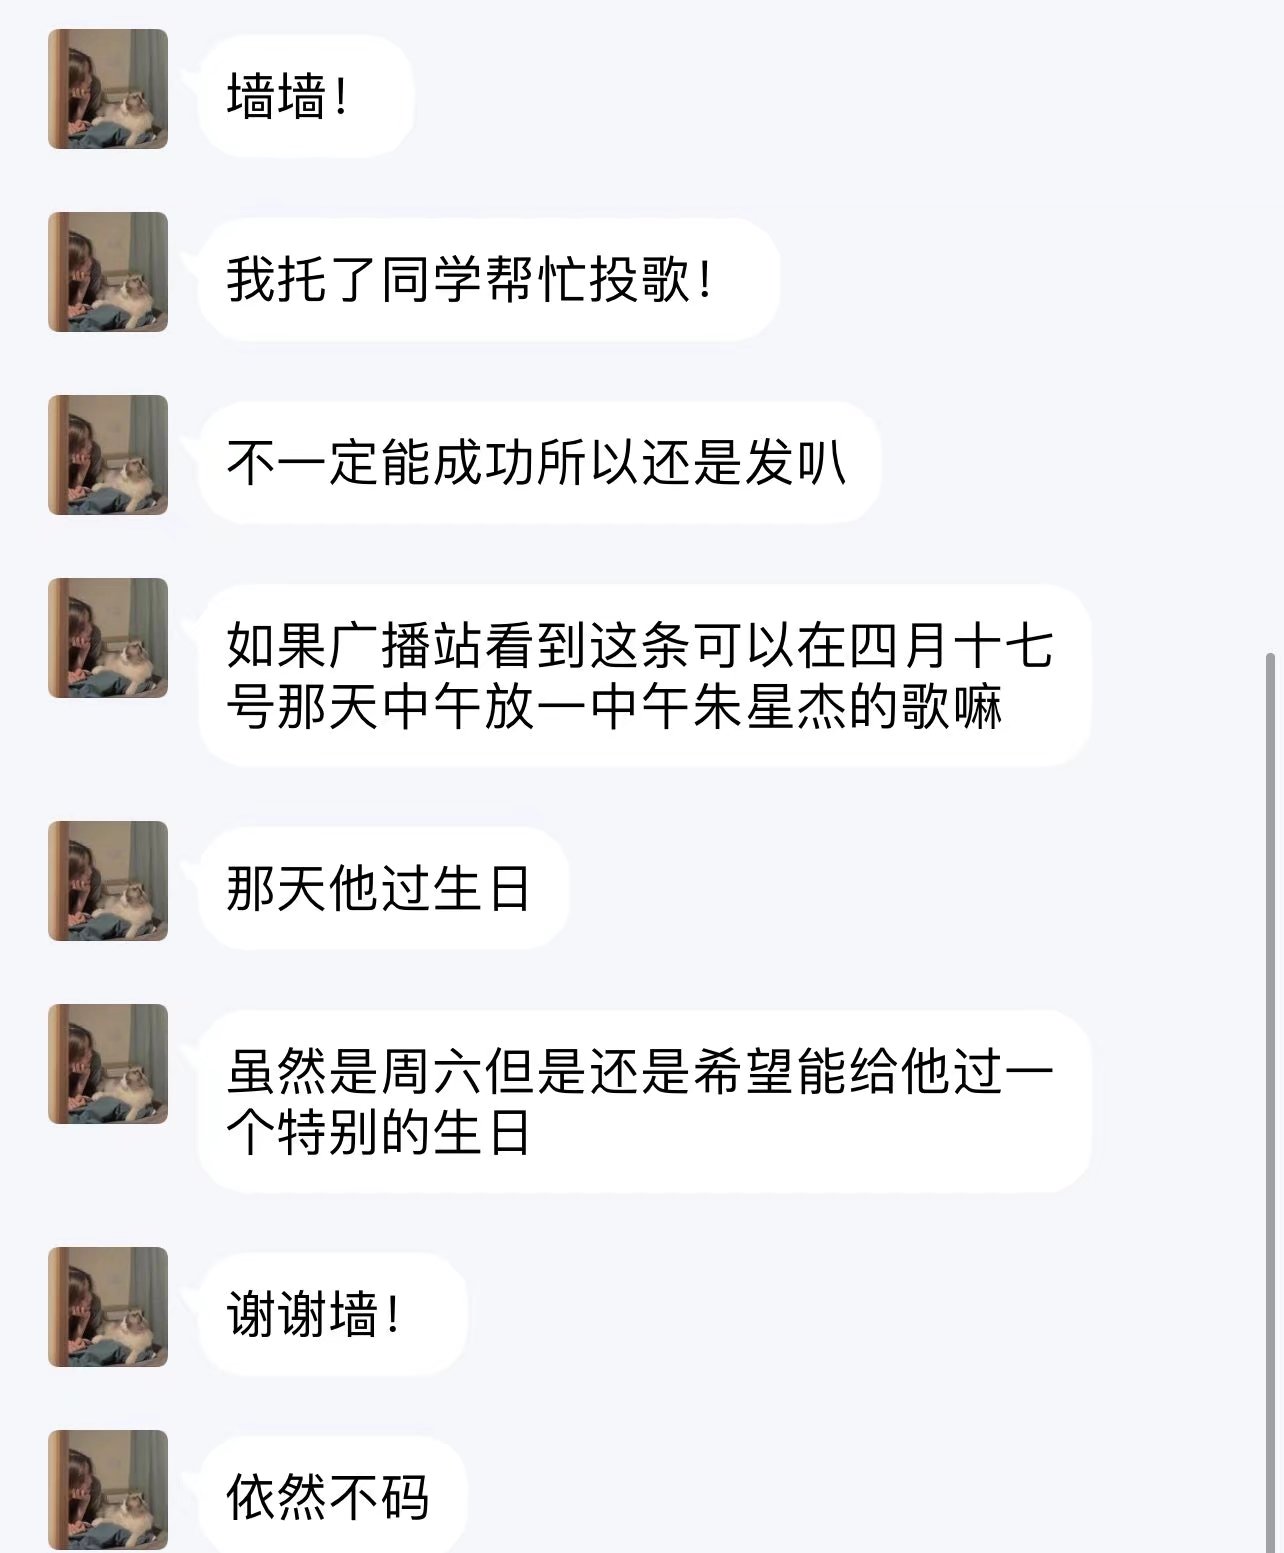 墙墙！
我托了同学帮忙投歌！
不一定能成功所以还是发叭
如果广播站看到这条可以在四月十七
号那天中午放一中午朱星杰的歌嘛
那天他过生日
虽然是周六但是还是希望能给他过一
个特别的生日
谢谢墙！
依然不码